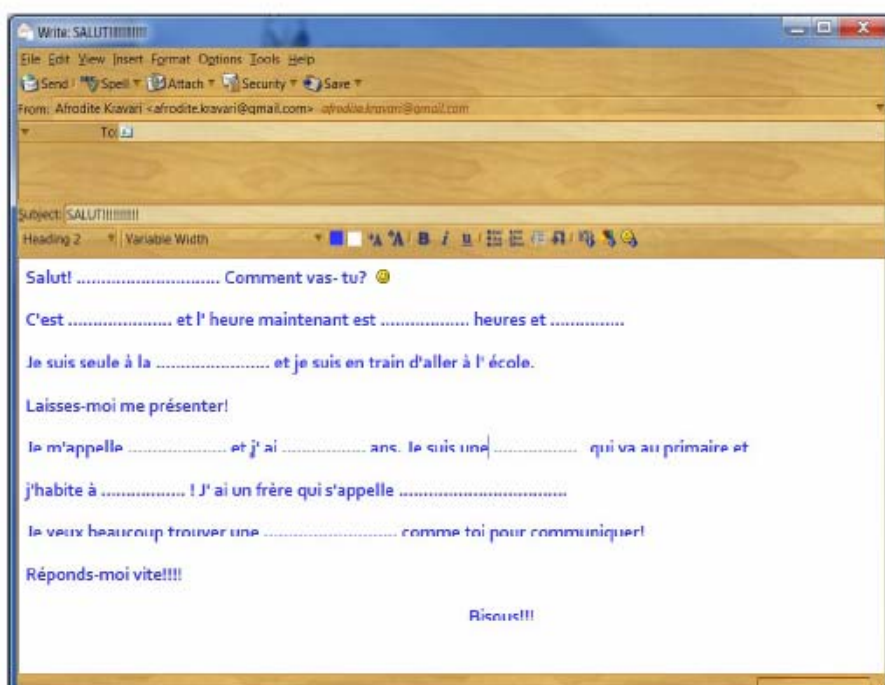 Write: SALUT!!!!!!!!!!!
File Edit View Insert Format Options Tools Help
Send Spell Attach Security Save
From: Afrodite Kravari <afrodite.kravari@gmail.com> afrodite.kravari@gmail.com
To:
Subject: SALUT!!!!!!!!!!!
Heading 2 Variable Width
Salut! ............................. Comment vas- tu?
C'est ..................... et l' heure maintenant est .................. heures et ...............
Je suis seule à la ....................... et je suis en train d'aller à l' école.
Laisses-moi me présenter!
Je m'appelle .................... et j' ai ................. ans. Je suis une ................. qui va au primaire et
j'habite à ................. ! J' ai un frère qui s'appelle ..................................
Je veux beaucoup trouver une ........................... comme toi pour communiquer!
Réponds-moi vite!!!!
Bisous!!!